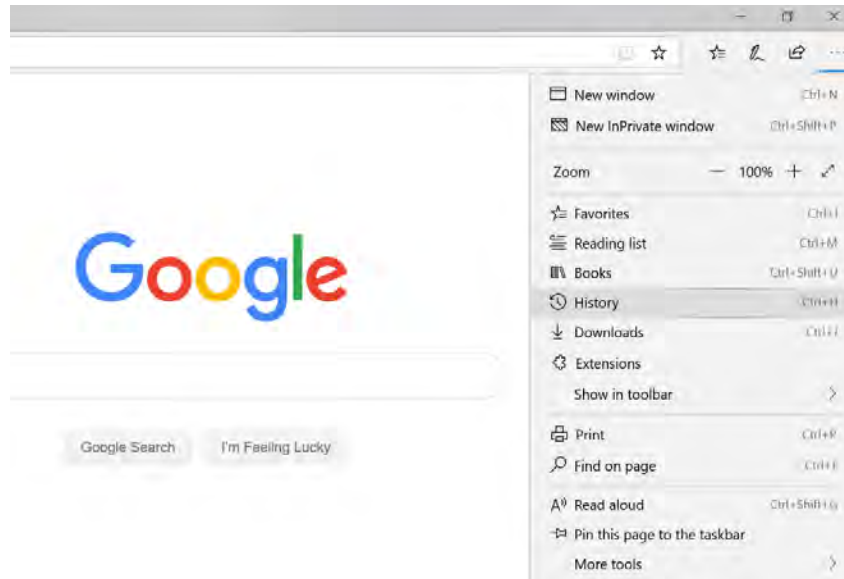 New window Ctrl+N
New InPrivate window Ctrl+Shift+P
Zoom — 100% +
Favorites Ctrl+I
Reading list Ctrl+M
Books Ctrl+Shift+U
Google
History Ctrl+H
Downloads Ctrl+J
Extensions
Show in toolbar
Print Ctrl+P
Google Search I'm Feeling Lucky
Find on page Ctrl+F
Read aloud Ctrl+Shift+G
Pin this page to the taskbar
More tools